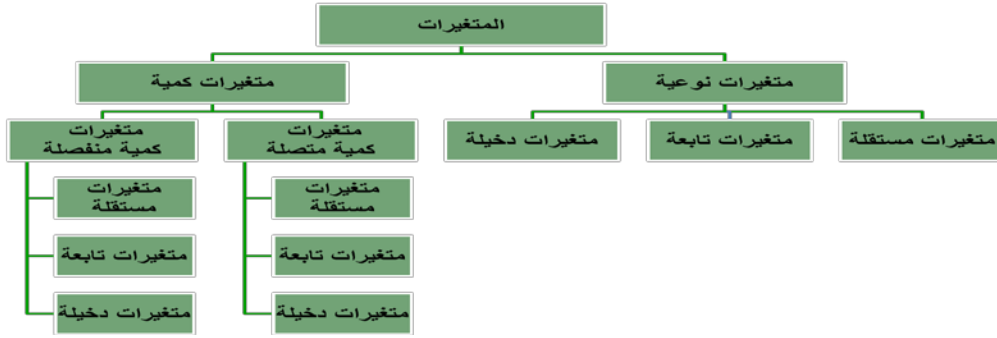 المتغيرات
متغيرات نوعية
متغيرات كمية
متغيرات مستقلة
متغيرات تابعة
متغيرات دخيلة
متغيرات
كمية متصلة
متغيرات
كمية منفصلة
متغيرات
مستقلة
متغيرات
مستقلة
متغيرات تابعة
متغيرات تابعة
متغيرات دخيلة
متغيرات دخيلة